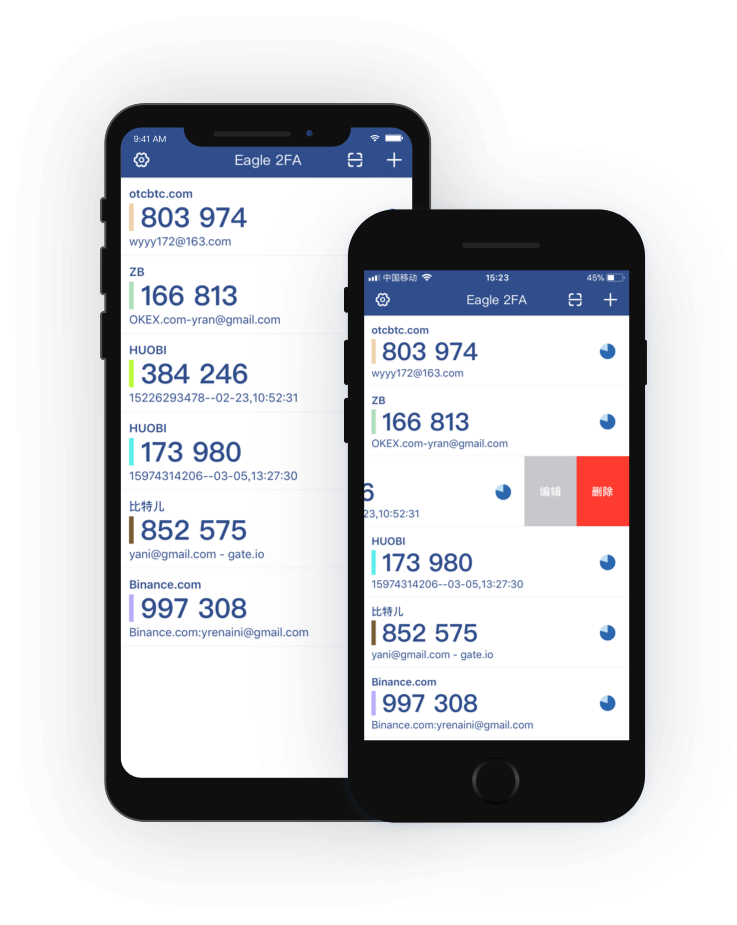 9:41 AM
Eagle 2FA
otcbtc.com
803 974
wyyy172@163.com
ZB
166 813
OKEX.com-yran@gmail.com
HUOBI
384 246
15226293478--02-23,10:52:31
HUOBI
173 980
15974314206--03-05,13:27:30
比特儿
852 575
yani@gmail.com - gate.io
Binance.com
997 308
Binance.com:yrenaini@gmail.com
中国移动 15:23 45%
Eagle 2FA
otcbtc.com
803 974
wyyy172@163.com
ZB
166 813
OKEX.com-yran@gmail.com
6
23,10:52:31
编辑 删除
HUOBI
173 980
15974314206--03-05,13:27:30
比特儿
852 575
yani@gmail.com - gate.io
Binance.com
997 308
Binance.com:yrenaini@gmail.com